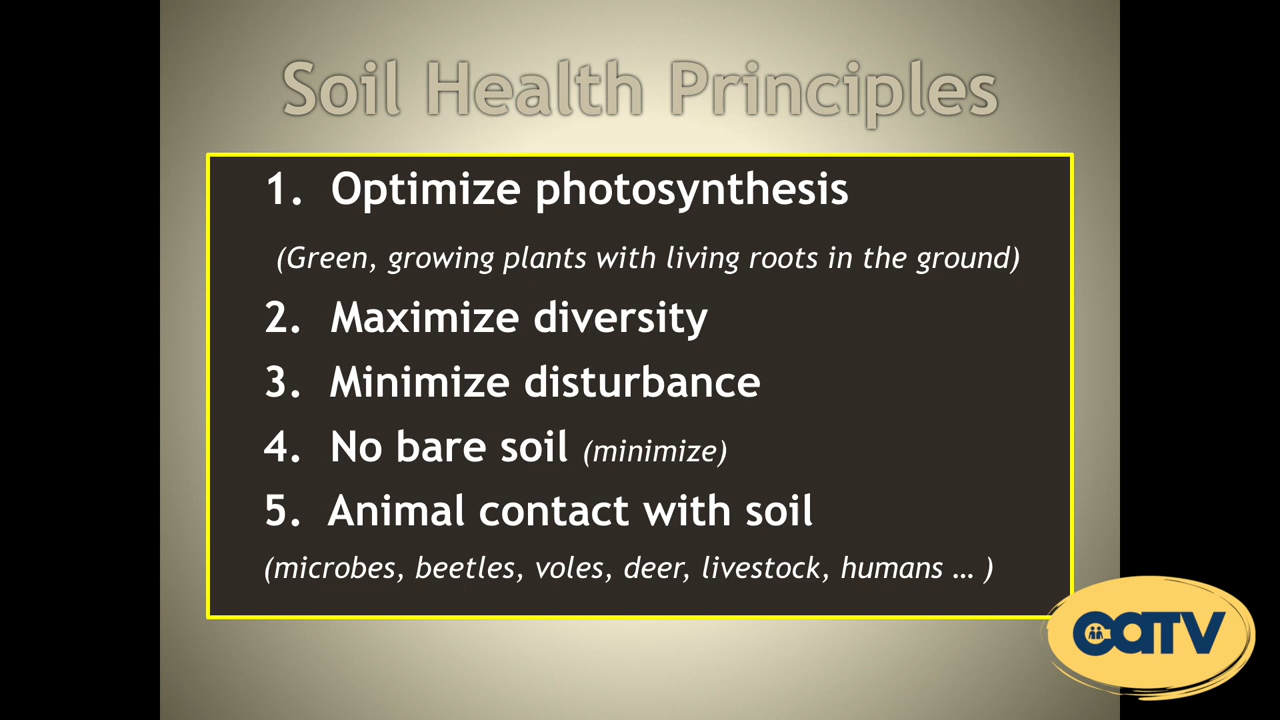 Soil Health Principles
1. Optimize photosynthesis
(Green, growing plants with living roots in the ground)
2. Maximize diversity
3. Minimize disturbance
4. No bare soil (minimize)
5. Animal contact with soil
(microbes, beetles, voles, deer, livestock, humans … )
CATV